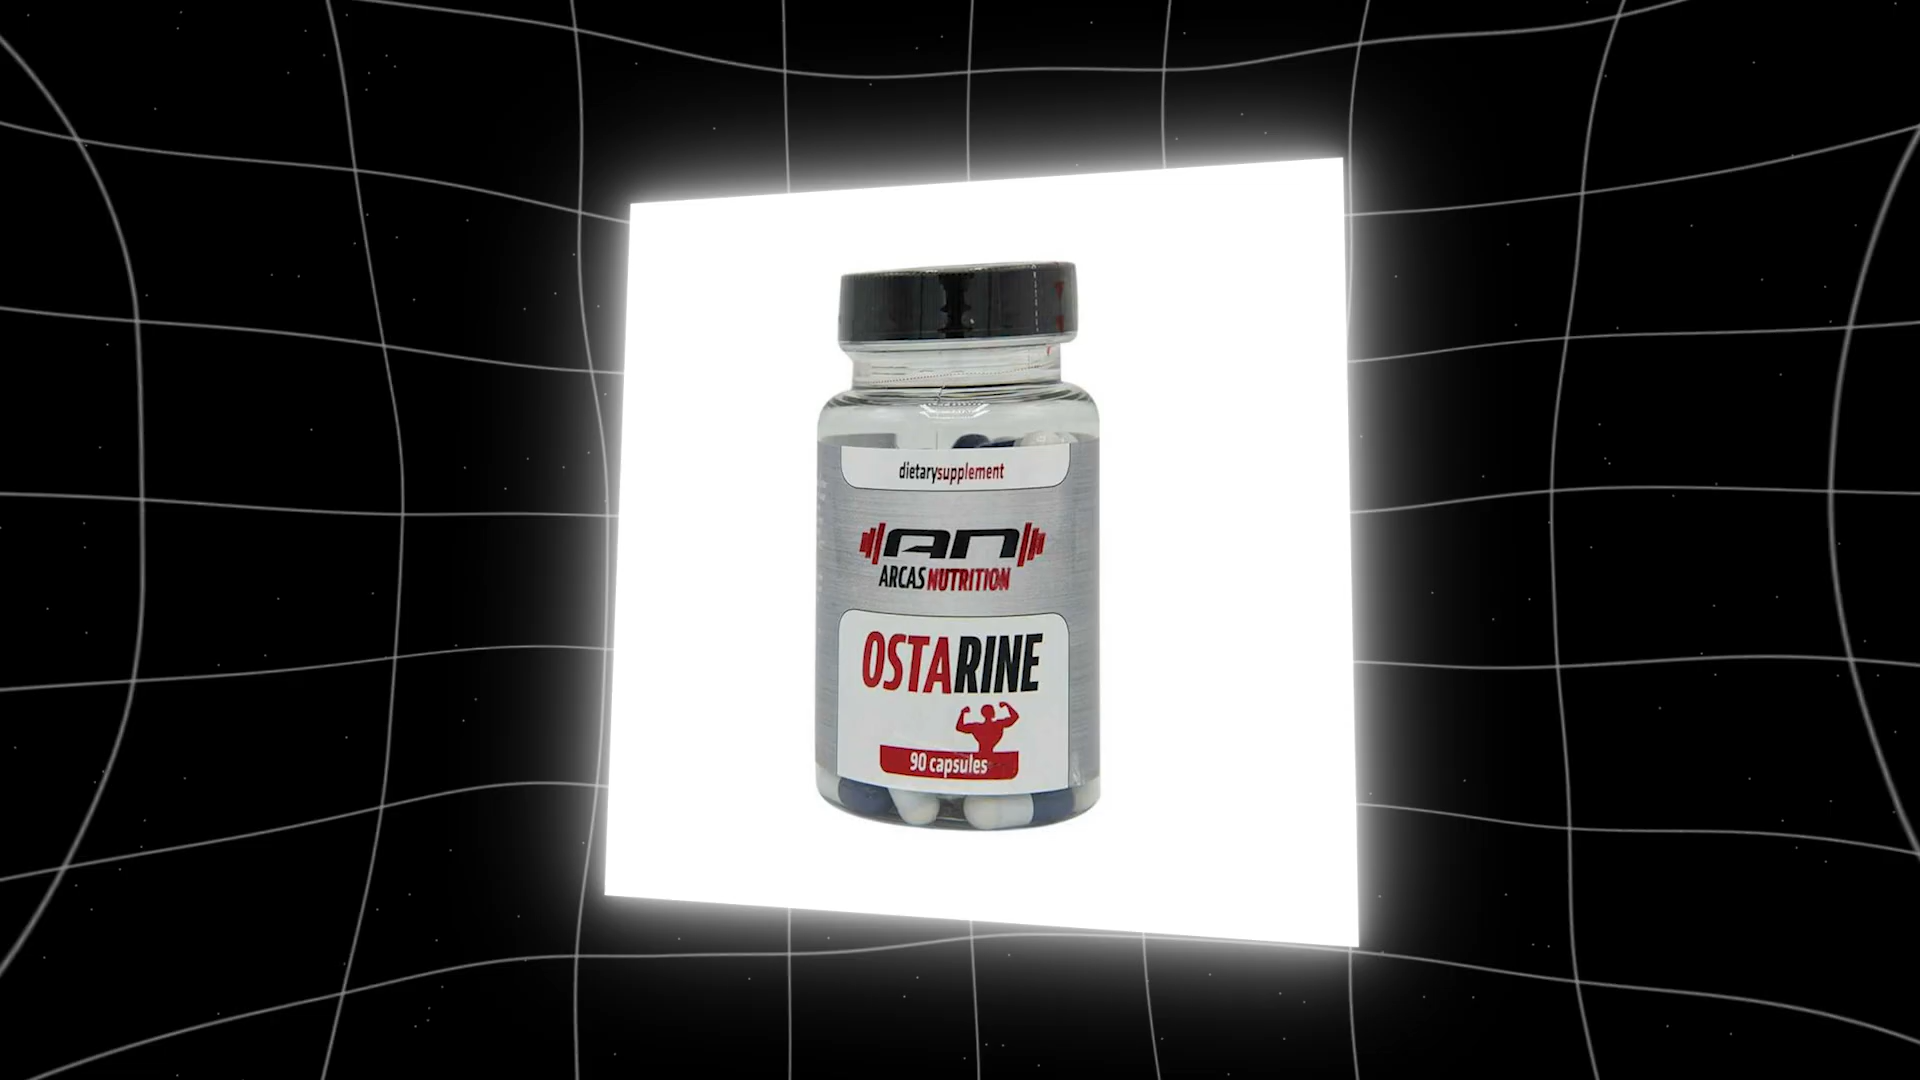 dietarysupplement
AN
ARCAS NUTRITION
OSTARINE
90 capsules